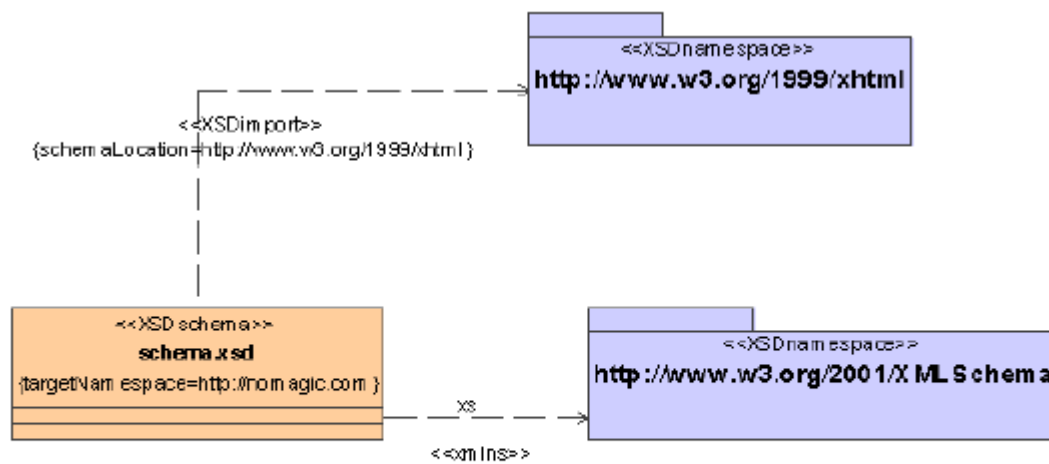 <<XSDnamespace>>
http://www.w3.org/1999/xhtml
<<XSDimport>>
{schemaLocation=http://www.w3.org/1999/xhtml}
<<XSDschema>>
schema.xsd
{targetNamespace=http://nomagic.com}
<<XSDnamespace>>
http://www.w3.org/2001/XMLSchema
xs
<<xmlns>>